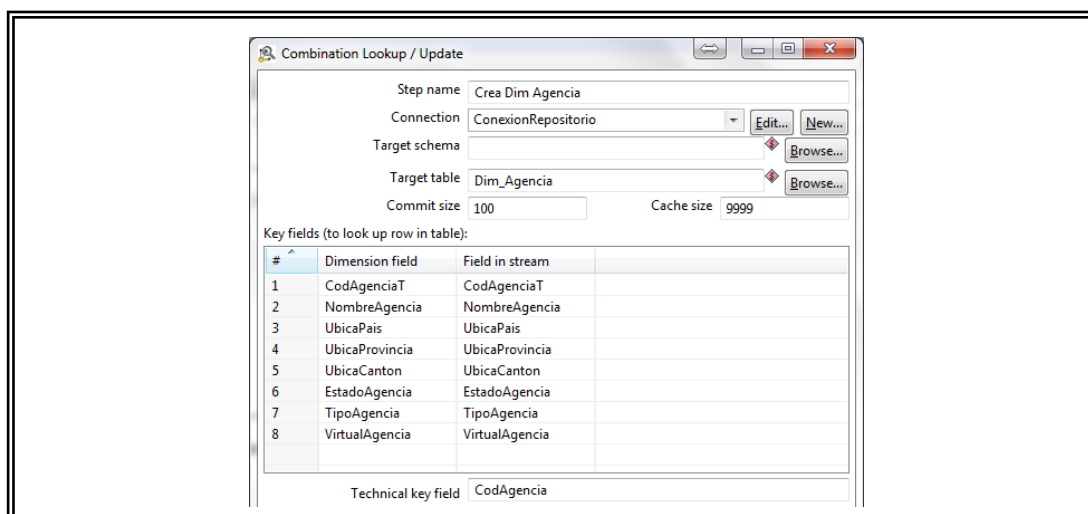 Combination Lookup / Update
Step name Crea Dim Agencia
Connection ConexionRepositorio Edit... New...
Target schema Browse...
Target table Dim_Agencia Browse...
Commit size 100 Cache size 9999
Key fields (to look up row in table):
# Dimension field Field in stream
1 CodAgenciaT CodAgenciaT
2 NombreAgencia NombreAgencia
3 UbicaPais UbicaPais
4 UbicaProvincia UbicaProvincia
5 UbicaCanton UbicaCanton
6 EstadoAgencia EstadoAgencia
7 TipoAgencia TipoAgencia
8 VirtualAgencia VirtualAgencia
Technical key field CodAgencia